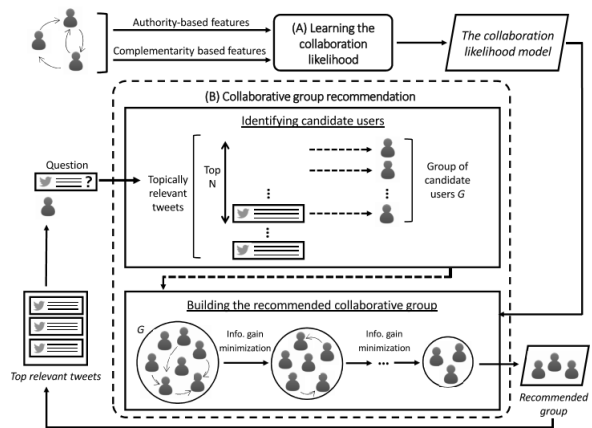 Authority-based features
Complementarity based features
(A) Learning the
collaboration
likelihood
The collaboration
likelihood model
(B) Collaborative group recommendation
Identifying candidate users
Question
?
Topically
relevant
tweets
Top
N
Group of
candidate
users G
Building the recommended collaborative group
G
Info. gain
minimization
Info. gain
minimization
Top relevant tweets
Recommended
group